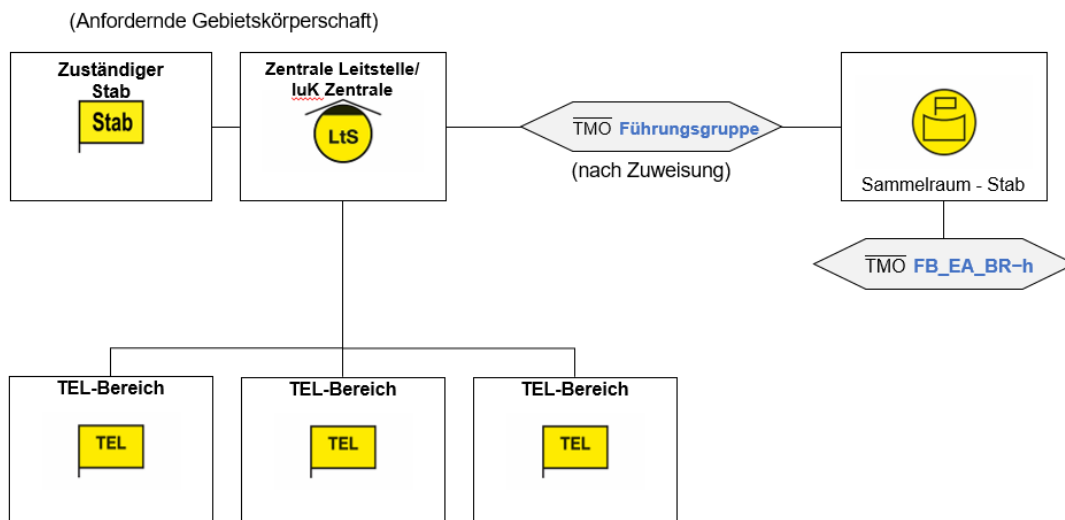 (Anfordernde Gebietskörperschaft)
Zuständiger
Stab
Stab
Zentrale Leitstelle/
IuK Zentrale
LtS
TMO Führungsgruppe
(nach Zuweisung)
Sammelraum - Stab
TMO FB_EA_BR-h
TEL-Bereich
TEL
TEL-Bereich
TEL
TEL-Bereich
TEL